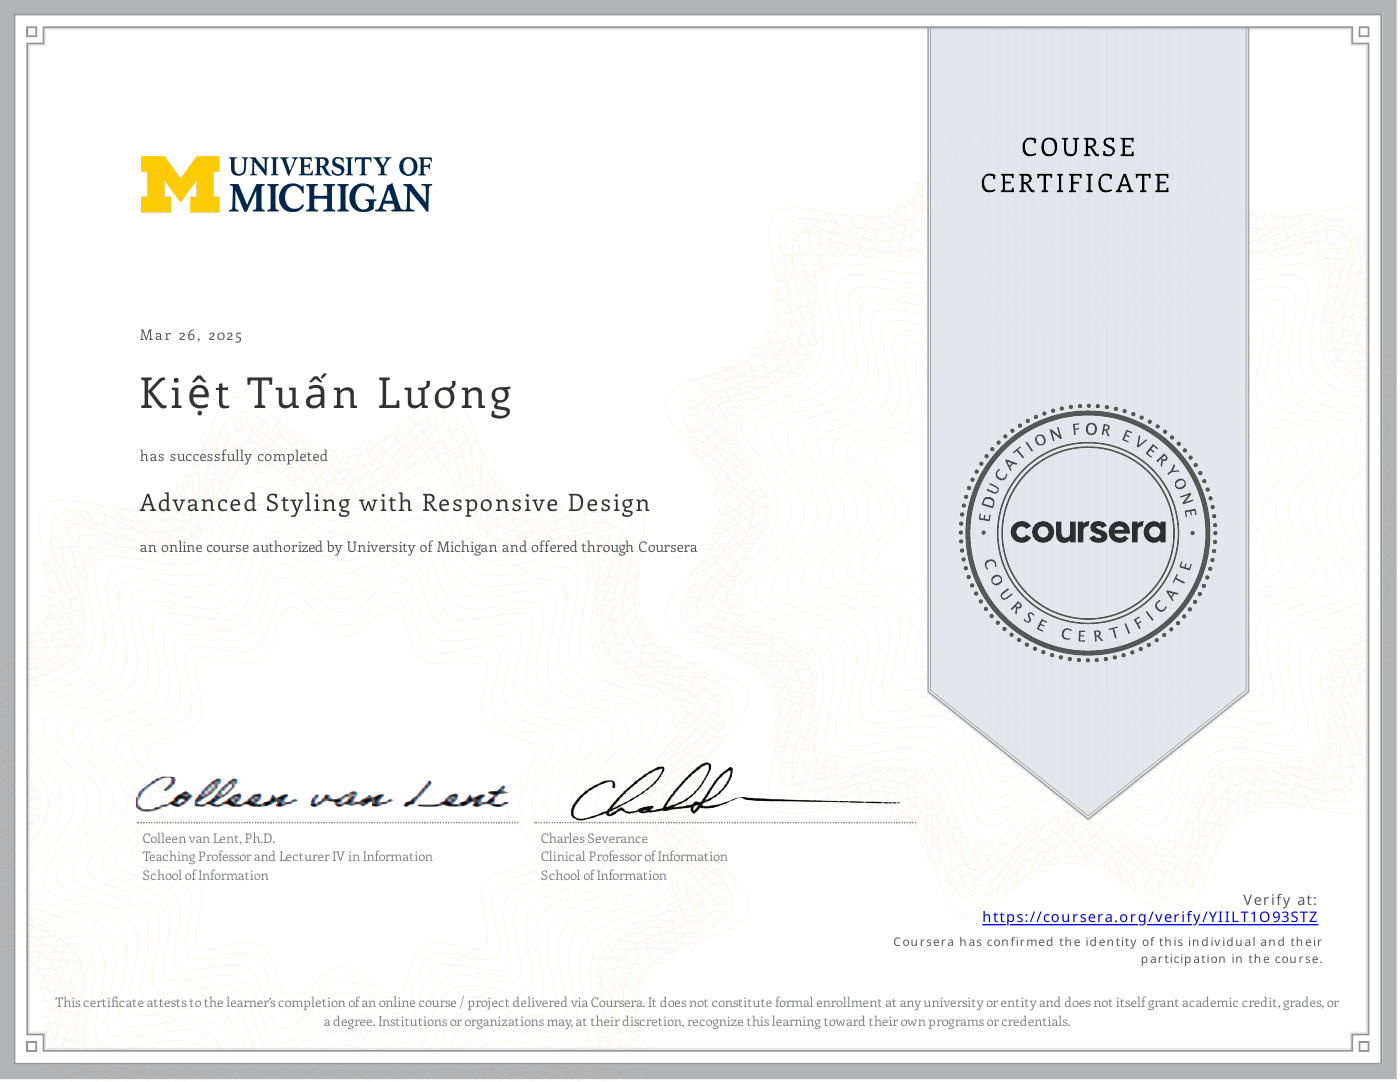 UNIVERSITY OF
MICHIGAN
COURSE
CERTIFICATE
Mar 26, 2025
Kiệt Tuấn Lương
has successfully completed
Advanced Styling with Responsive Design
an online course authorized by University of Michigan and offered through Coursera
EDUCATION FOR EVERYONE
coursera
COURSE CERTIFICATE
Colleen van Lent
Colleen van Lent, Ph.D.
Teaching Professor and Lecturer IV in Information
School of Information
Charles Severance
Clinical Professor of Information
School of Information
Verify at:
https://coursera.org/verify/YIILT1O93STZ
Coursera has confirmed the identity of this individual and their
participation in the course.
This certificate attests to the learner's completion of an online course / project delivered via Coursera. It does not constitute formal enrollment at any university or entity and does not itself grant academic credit, grades, or
a degree. Institutions or organizations may, at their discretion, recognize this learning toward their own programs or credentials.